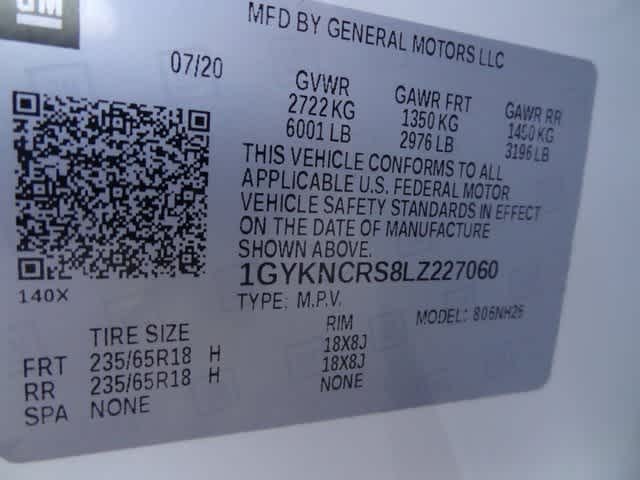 GM
MFD BY GENERAL MOTORS LLC
07/20
GVWR GAWR FRT GAWR RR
2722 KG 1350 KG 1450 KG
6001 LB 2976 LB 3196 LB
THIS VEHICLE CONFORMS TO ALL
APPLICABLE U.S. FEDERAL MOTOR
VEHICLE SAFETY STANDARDS IN EFFECT
ON THE DATE OF MANUFACTURE
SHOWN ABOVE.
1GYKNCRS8LZ227060
140X
TYPE: M.P.V. MODEL: 806NH26
TIRE SIZE RIM
FRT 235/65R18 H 18X8J
RR 235/65R18 H 18X8J
SPA NONE NONE